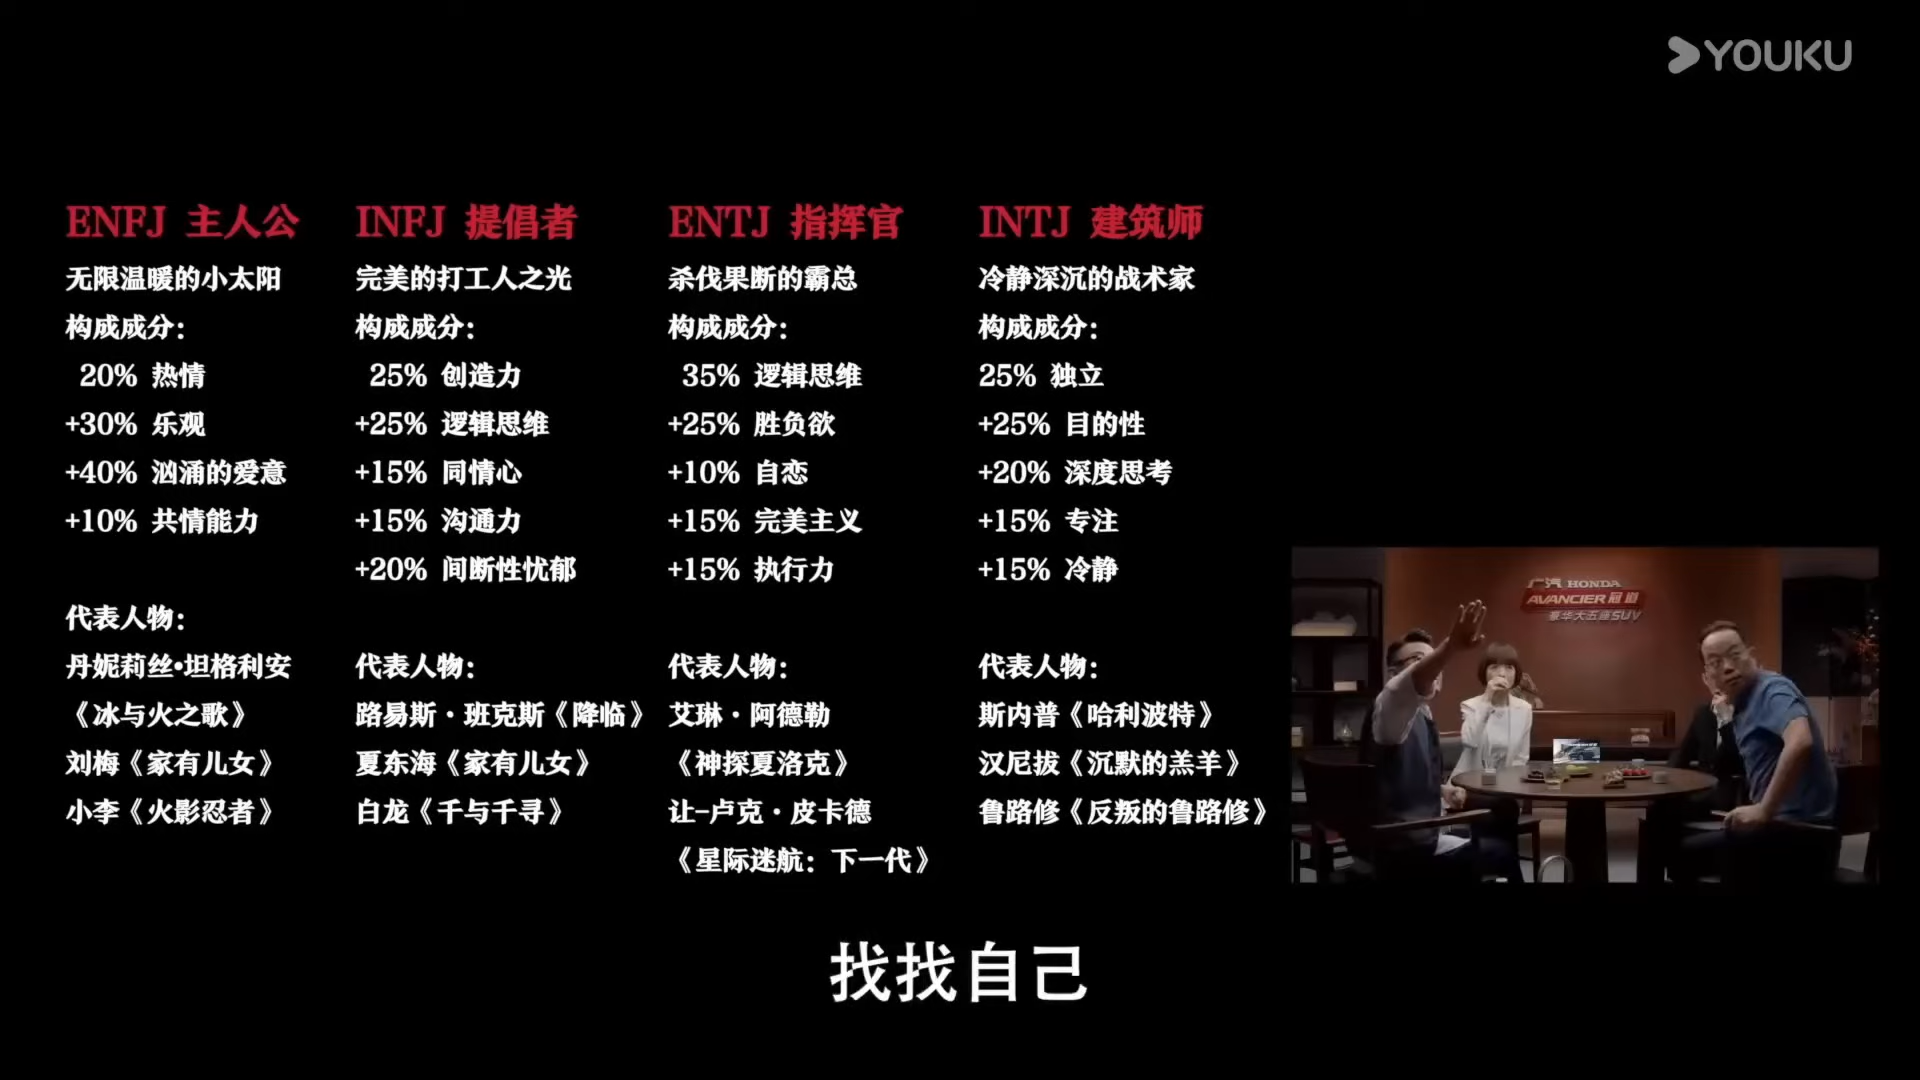 YOUKU
ENFJ 主人公
无限温暖的小太阳
构成成分：
20% 热情
+30% 乐观
+40% 汹涌的爱意
+10% 共情能力
代表人物：
丹妮莉丝•坦格利安
《冰与火之歌》
刘梅《家有儿女》
小李《火影忍者》
INFJ 提倡者
完美的打工人之光
构成成分：
25% 创造力
+25% 逻辑思维
+15% 同情心
+15% 沟通力
+20% 间断性忧郁
代表人物：
路易斯·班克斯《降临》
夏东海《家有儿女》
白龙《千与千寻》
ENTJ 指挥官
杀伐果断的霸总
构成成分：
35% 逻辑思维
+25% 胜负欲
+10% 自恋
+15% 完美主义
+15% 执行力
代表人物：
艾琳·阿德勒
《神探夏洛克》
让-卢克·皮卡德
《星际迷航：下一代》
INTJ 建筑师
冷静深沉的战术家
构成成分：
25% 独立
+25% 目的性
+20% 深度思考
+15% 专注
+15% 冷静
代表人物：
斯内普《哈利波特》
汉尼拔《沉默的羔羊》
鲁路修《反叛的鲁路修》
广汽 HONDA
AVANCIER 冠道
豪华大五座SUV
找找自己